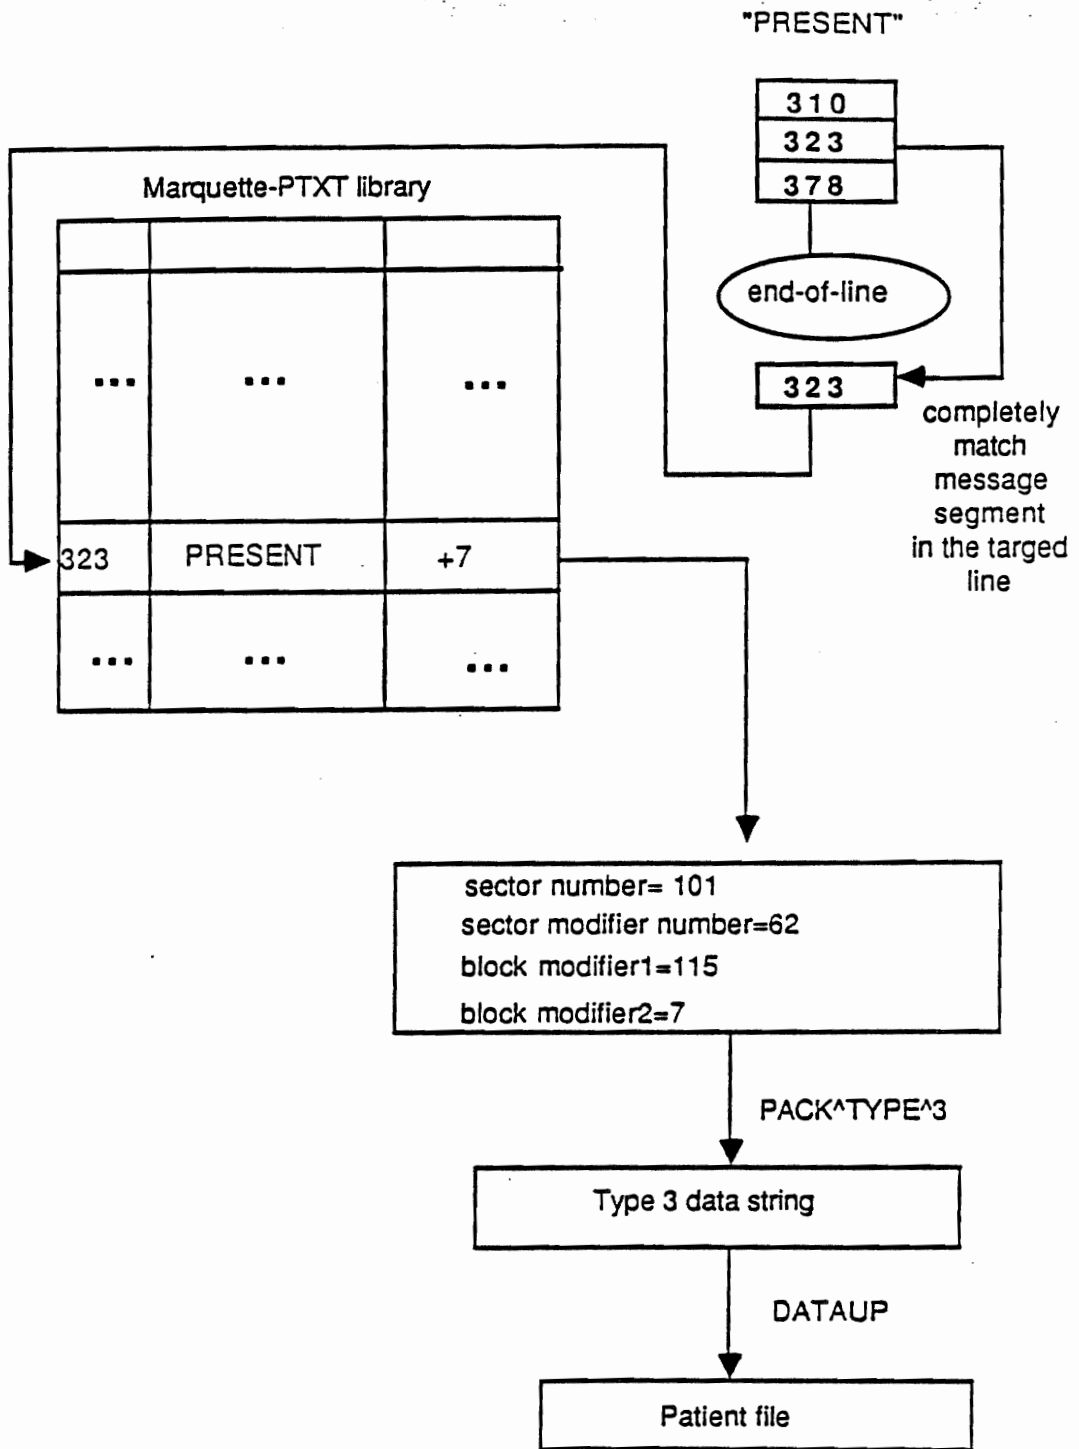 "PRESENT"
310
323
378
end-of-line
323
completely
match
message
segment
in the targed
line
Marquette-PTXT library
... ... ...
323 PRESENT +7
... ... ...
sector number= 101
sector modifier number=62
block modifier1=115
block modifier2=7
PACK^TYPE^3
Type 3 data string
DATAUP
Patient file